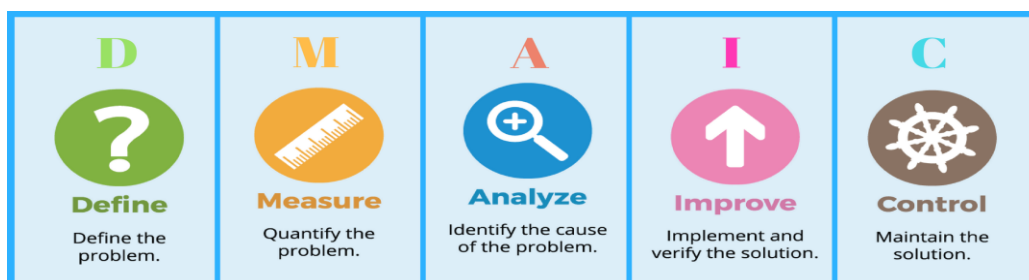 D
Define
Define the
problem.
M
Measure
Quantify the
problem.
A
Analyze
Identify the cause
of the problem.
I
Improve
Implement and
verify the solution.
C
Control
Maintain the
solution.